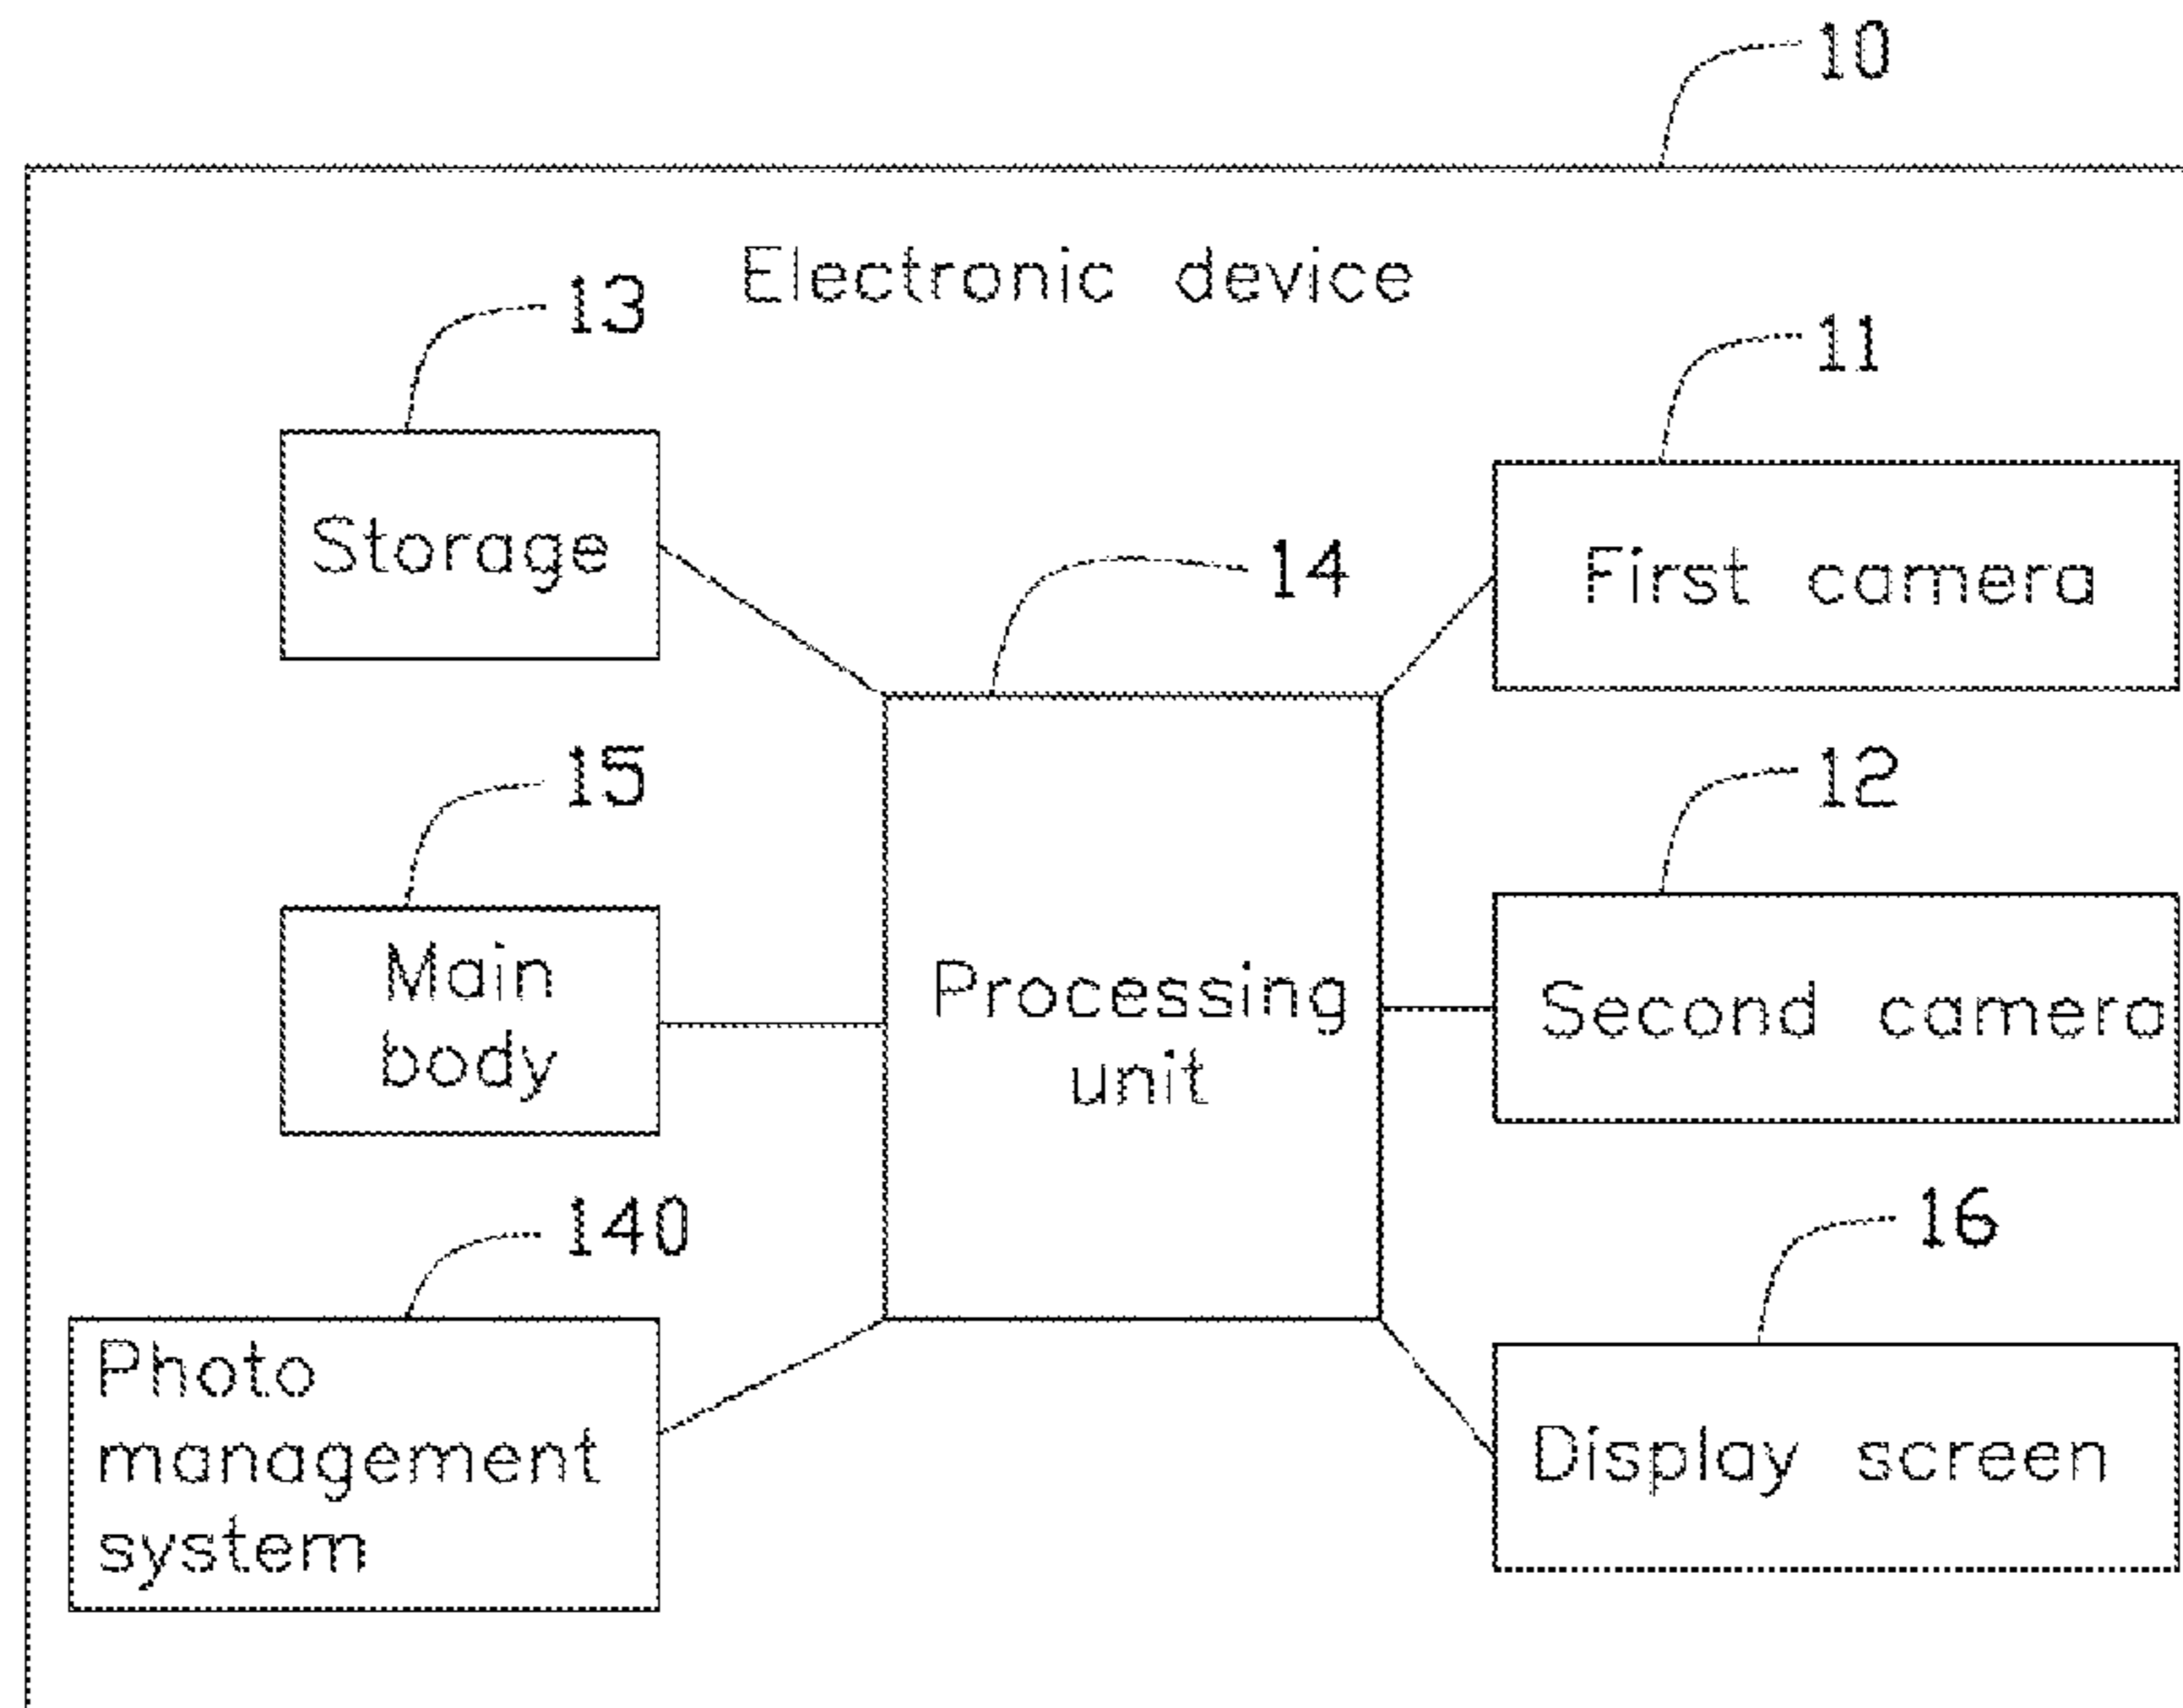 10
Electronic device
13
11
Storage
First camera
14
15
12
Main
body
Processing
unit
Second camera
140
16
Photo
management
system
Display screen